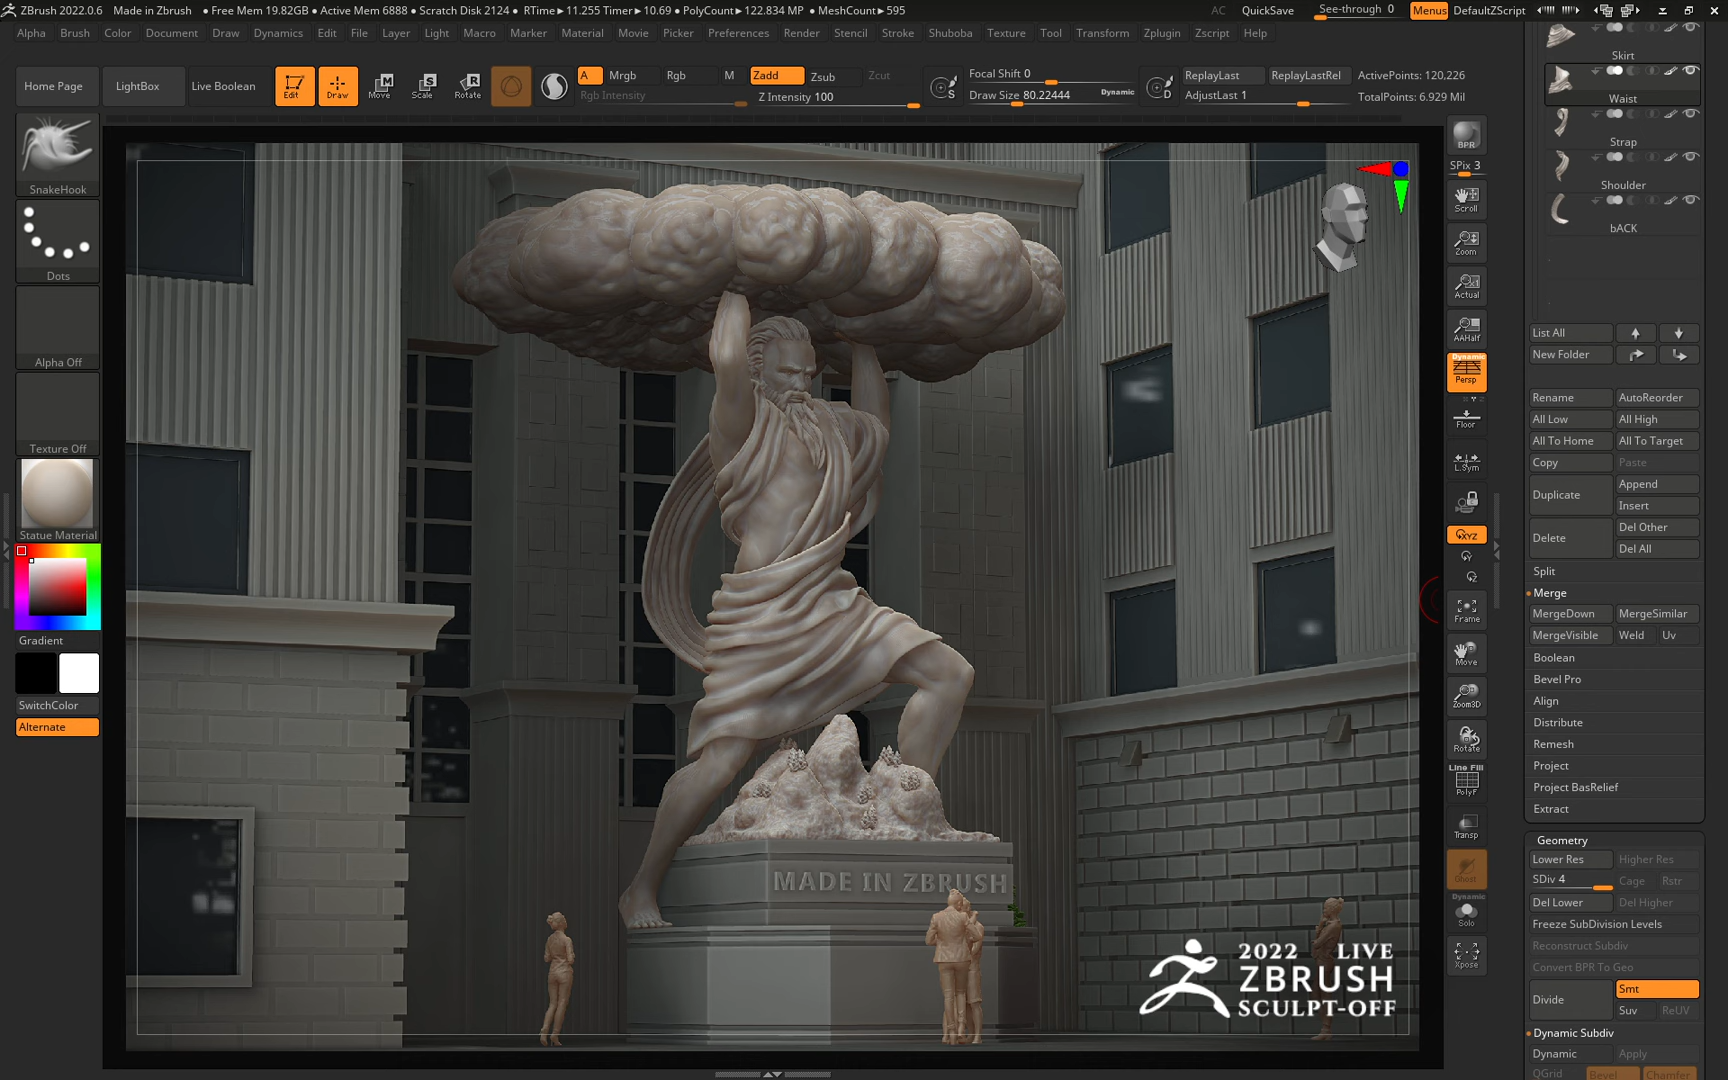 ZBrush 2022.0.6 Made in Zbrush • Free Mem 19.82GB • Active Mem 6888 • Scratch Disk 2124 • RTime▸11.255 Timer▸10.69 • PolyCount▸122.834 MP • MeshCount▸595
AC QuickSave See-through 0 Menus DefaultZScript
Alpha Brush Color Document Draw Dynamics Edit File Layer Light Macro Marker Material Movie Picker Preferences Render Stencil Stroke Shuboba Texture Tool Transform Zplugin Zscript Help
Home Page LightBox Live Boolean Edit Draw Move Scale Rotate
A Mrgb Rgb M Zadd Zsub Zcut
Rgb Intensity Z Intensity 100
S Focal Shift 0
Draw Size 80.22444 Dynamic
D ReplayLast ReplayLastRel
AdjustLast 1
ActivePoints: 120,226
TotalPoints: 6.929 Mil
SnakeHook
Dots
Alpha Off
Texture Off
Statue Material
Gradient
SwitchColor
Alternate
MADE IN ZBRUSH
2022 LIVE
ZBRUSH
SCULPT-OFF
BPR
SPix 3
Scroll
Zoom
Actual
AAHalf
Dynamic
Persp
Floor
L.Sym
XYZ
Y
Z
Frame
Move
Zoom3D
Rotate
Line Fill
PolyF
Transp
Ghost
Dynamic
Solo
Xpose
Skirt
Waist
Strap
Shoulder
bACK
List All
New Folder
Rename AutoReorder
All Low All High
All To Home All To Target
Copy Paste
Duplicate Append
Insert
Delete Del Other
Del All
Split
Merge
MergeDown MergeSimilar
MergeVisible Weld Uv
Boolean
Bevel Pro
Align
Distribute
Remesh
Project
Project BasRelief
Extract
Geometry
Lower Res Higher Res
SDiv 4 Cage Rstr
Del Lower Del Higher
Freeze SubDivision Levels
Reconstruct Subdiv
Convert BPR To Geo
Divide Smt
Suv ReUV
Dynamic Subdiv
Dynamic Apply
QGrid Bevel Chamfer